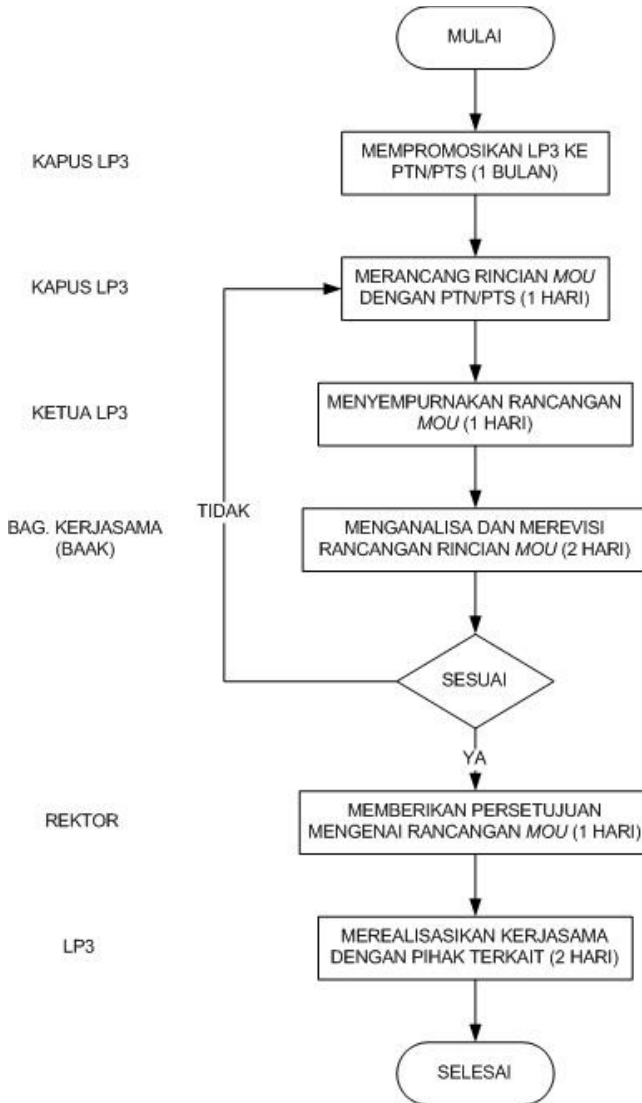 MULAI
KAPUS LP3
MEMPROMOSIKAN LP3 KE
PTN/PTS (1 BULAN)
KAPUS LP3
MERANCANG RINCIAN MOU
DENGAN PTN/PTS (1 HARI)
KETUA LP3
MENYEMPURNAKAN RANCANGAN
MOU (1 HARI)
TIDAK
BAG. KERJASAMA
(BAAK)
MENGANALISA DAN MEREVISI
RANCANGAN RINCIAN MOU (2 HARI)
SESUAI
YA
REKTOR
MEMBERIKAN PERSETUJUAN
MENGENAI RANCANGAN MOU (1 HARI)
LP3
MEREALISASIKAN KERJASAMA
DENGAN PIHAK TERKAIT (2 HARI)
SELESAI